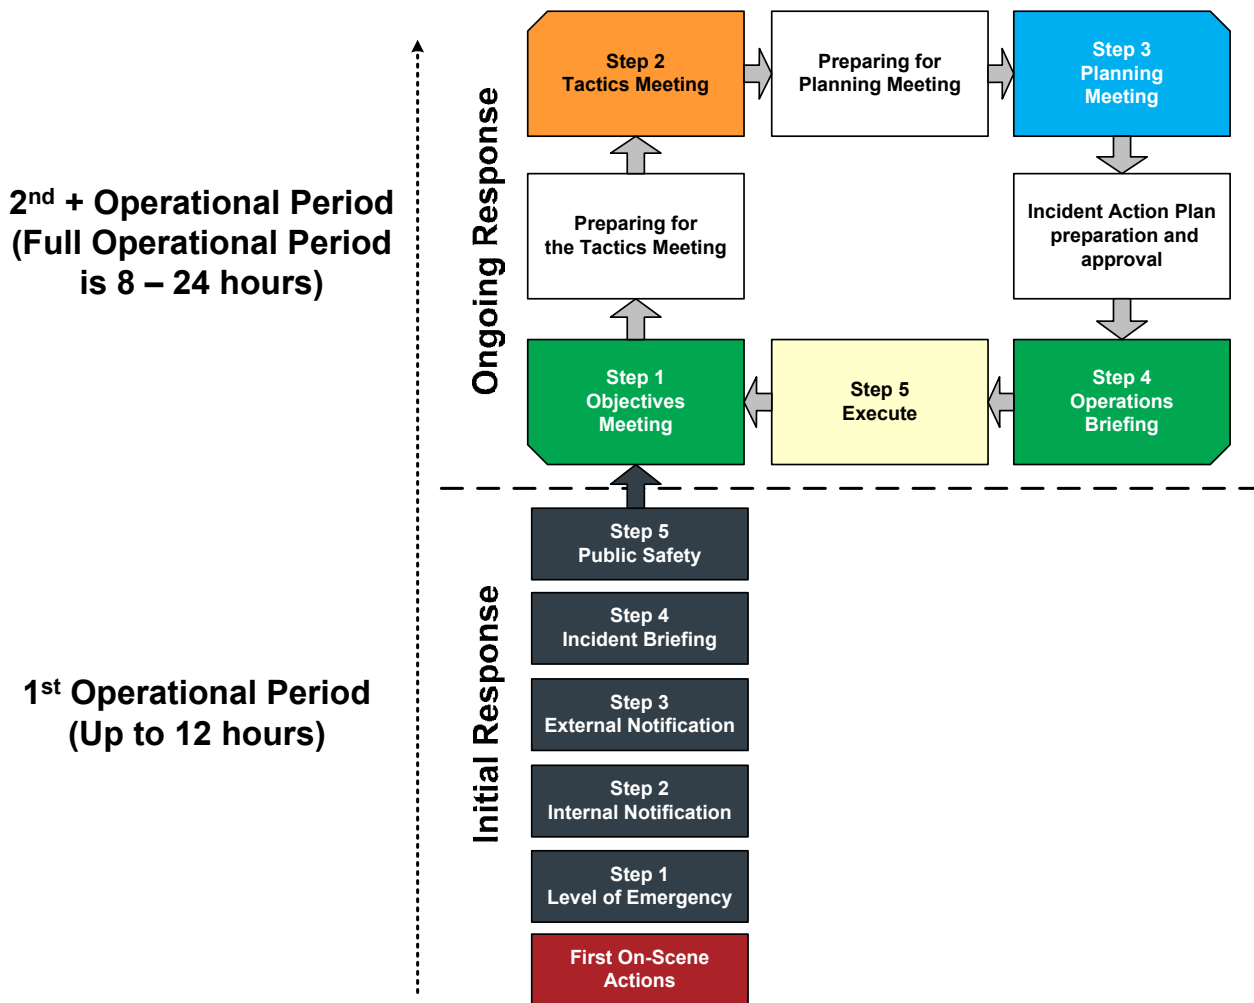 Step 2
Tactics Meeting
Preparing for
Planning Meeting
Step 3
Planning
Meeting
2nd + Operational Period
(Full Operational Period
is 8 – 24 hours)
Ongoing Response
Preparing for
the Tactics Meeting
Incident Action Plan
preparation and
approval
Step 1
Objectives
Meeting
Step 5
Execute
Step 4
Operations
Briefing
1st Operational Period
(Up to 12 hours)
Initial Response
Step 5
Public Safety
Step 4
Incident Briefing
Step 3
External Notification
Step 2
Internal Notification
Step 1
Level of Emergency
First On-Scene
Actions